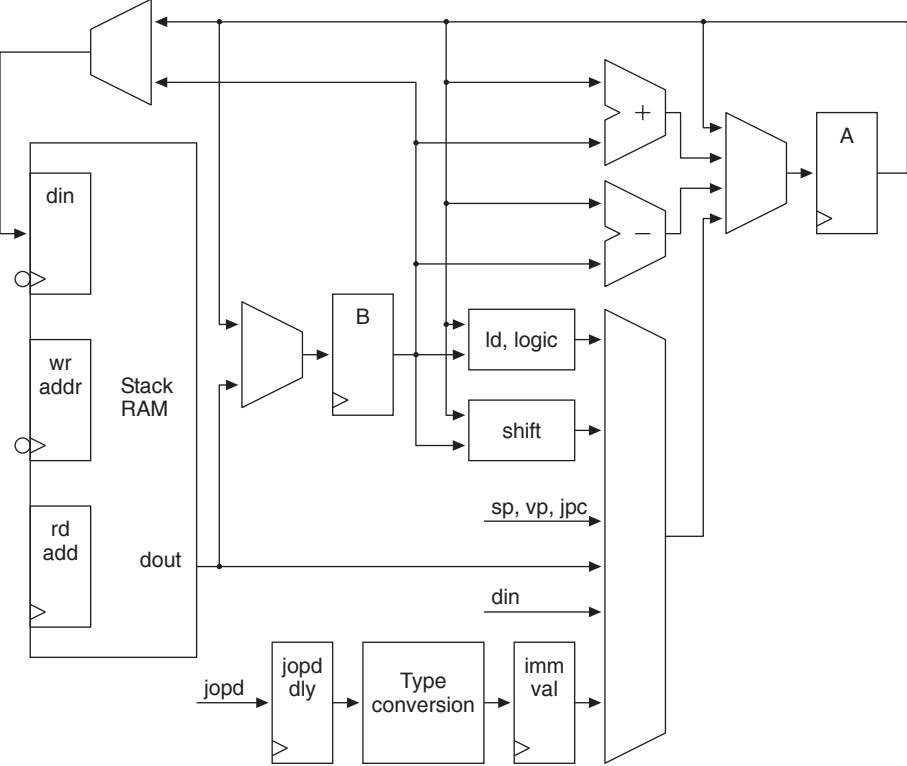 +
A
din
−
B
ld, logic
wr
addr
Stack
RAM
shift
sp, vp, jpc
rd
add
dout
din
jopd
jopd
dly
Type
conversion
imm
val